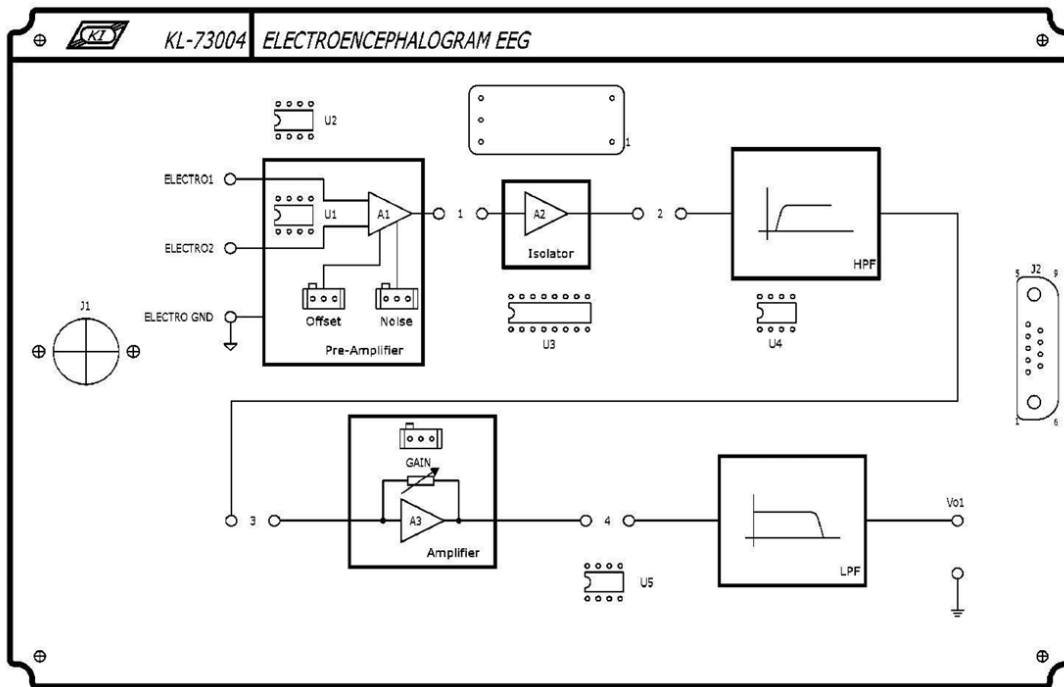 KI KL-73004 ELECTROENCEPHALOGRAM EEG
U2
1
ELECTRO1
U1
A1
1
A2
2
ELECTRO2
Isolator
HPF
J2
5 9
Offset
Noise
ELECTRO GND
Pre-Amplifier
U3
U4
J1
1 6
GAIN
Vo1
3
A3
4
Amplifier
LPF
U5